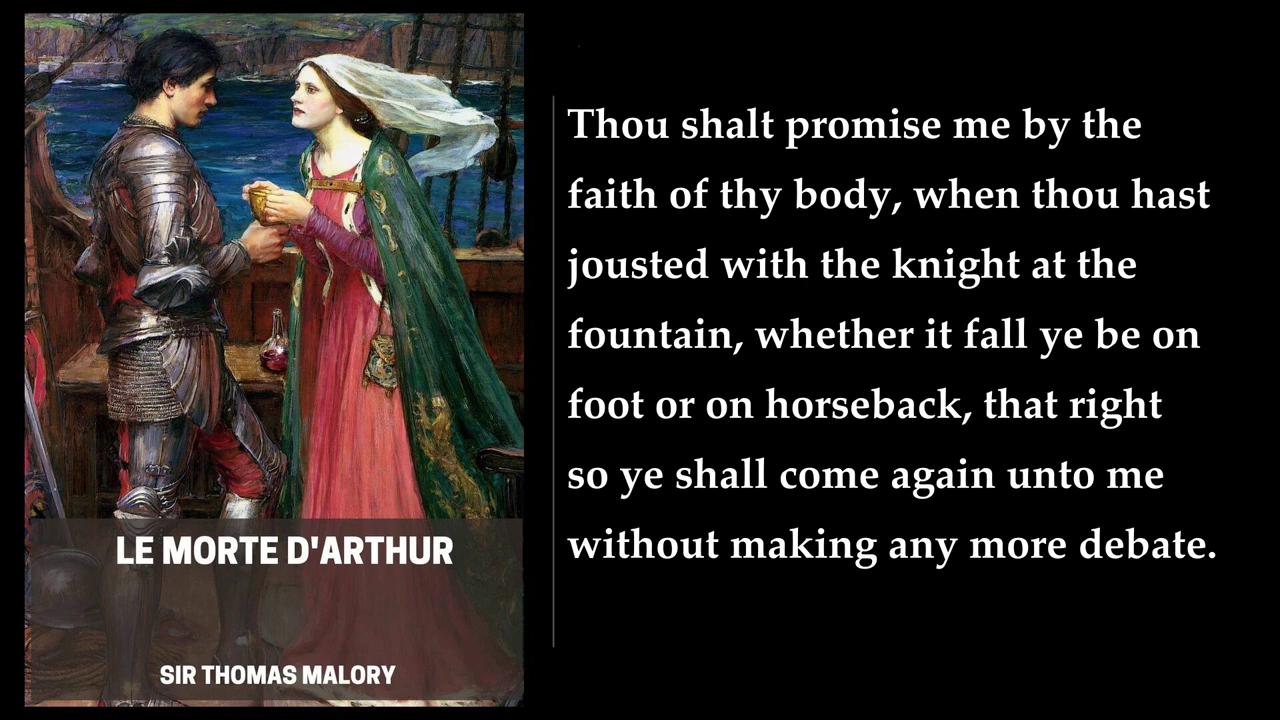 LE MORTE D'ARTHUR
SIR THOMAS MALORY
Thou shalt promise me by the
faith of thy body, when thou hast
jousted with the knight at the
fountain, whether it fall ye be on
foot or on horseback, that right
so ye shall come again unto me
without making any more debate.